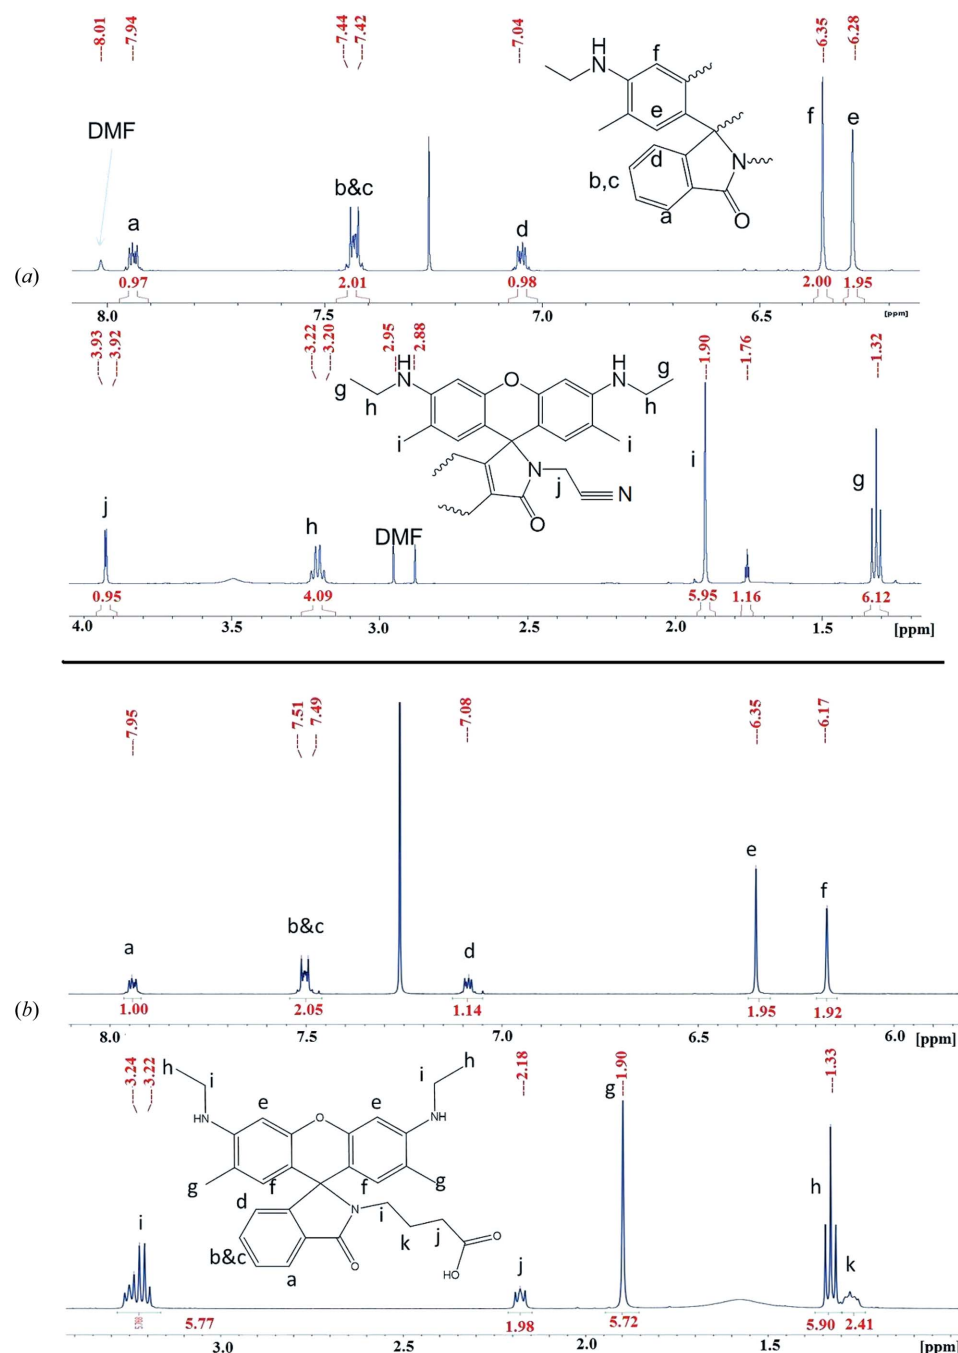 8.01 7.94 7.44 7.42 7.04 6.35 6.28
H
N
f
e
d
b,c
a
N
O
DMF
a
b&c
d
f
e
(a)
0.97 2.01 0.98 2.00 1.95
8.0 7.5 7.0 6.5 [ppm]
3.93 3.92 3.22 3.20 2.95 2.88 1.90 1.76 1.32
g
H
N
h
O
H
N
g
h
i
i
N
j
N
O
j
h
DMF
i
g
0.95 4.09 5.95 1.16 6.12
4.0 3.5 3.0 2.5 2.0 1.5 [ppm]
7.95 7.51 7.49 7.08 6.35 6.17
a
b&c
d
e
f
(b)
1.00 2.05 1.14 1.95 1.92
8.0 7.5 7.0 6.5 6.0 [ppm]
3.24 3.22 2.18 1.90 1.33
h
i
NH
e
O
e
NH
i
h
g
f
f
g
d
N
i
k
j
O
HO
b&c
a
O
i
j
g
h
k
5.77 1.98 5.72 5.90 2.41
3.0 2.5 2.0 1.5 [ppm]